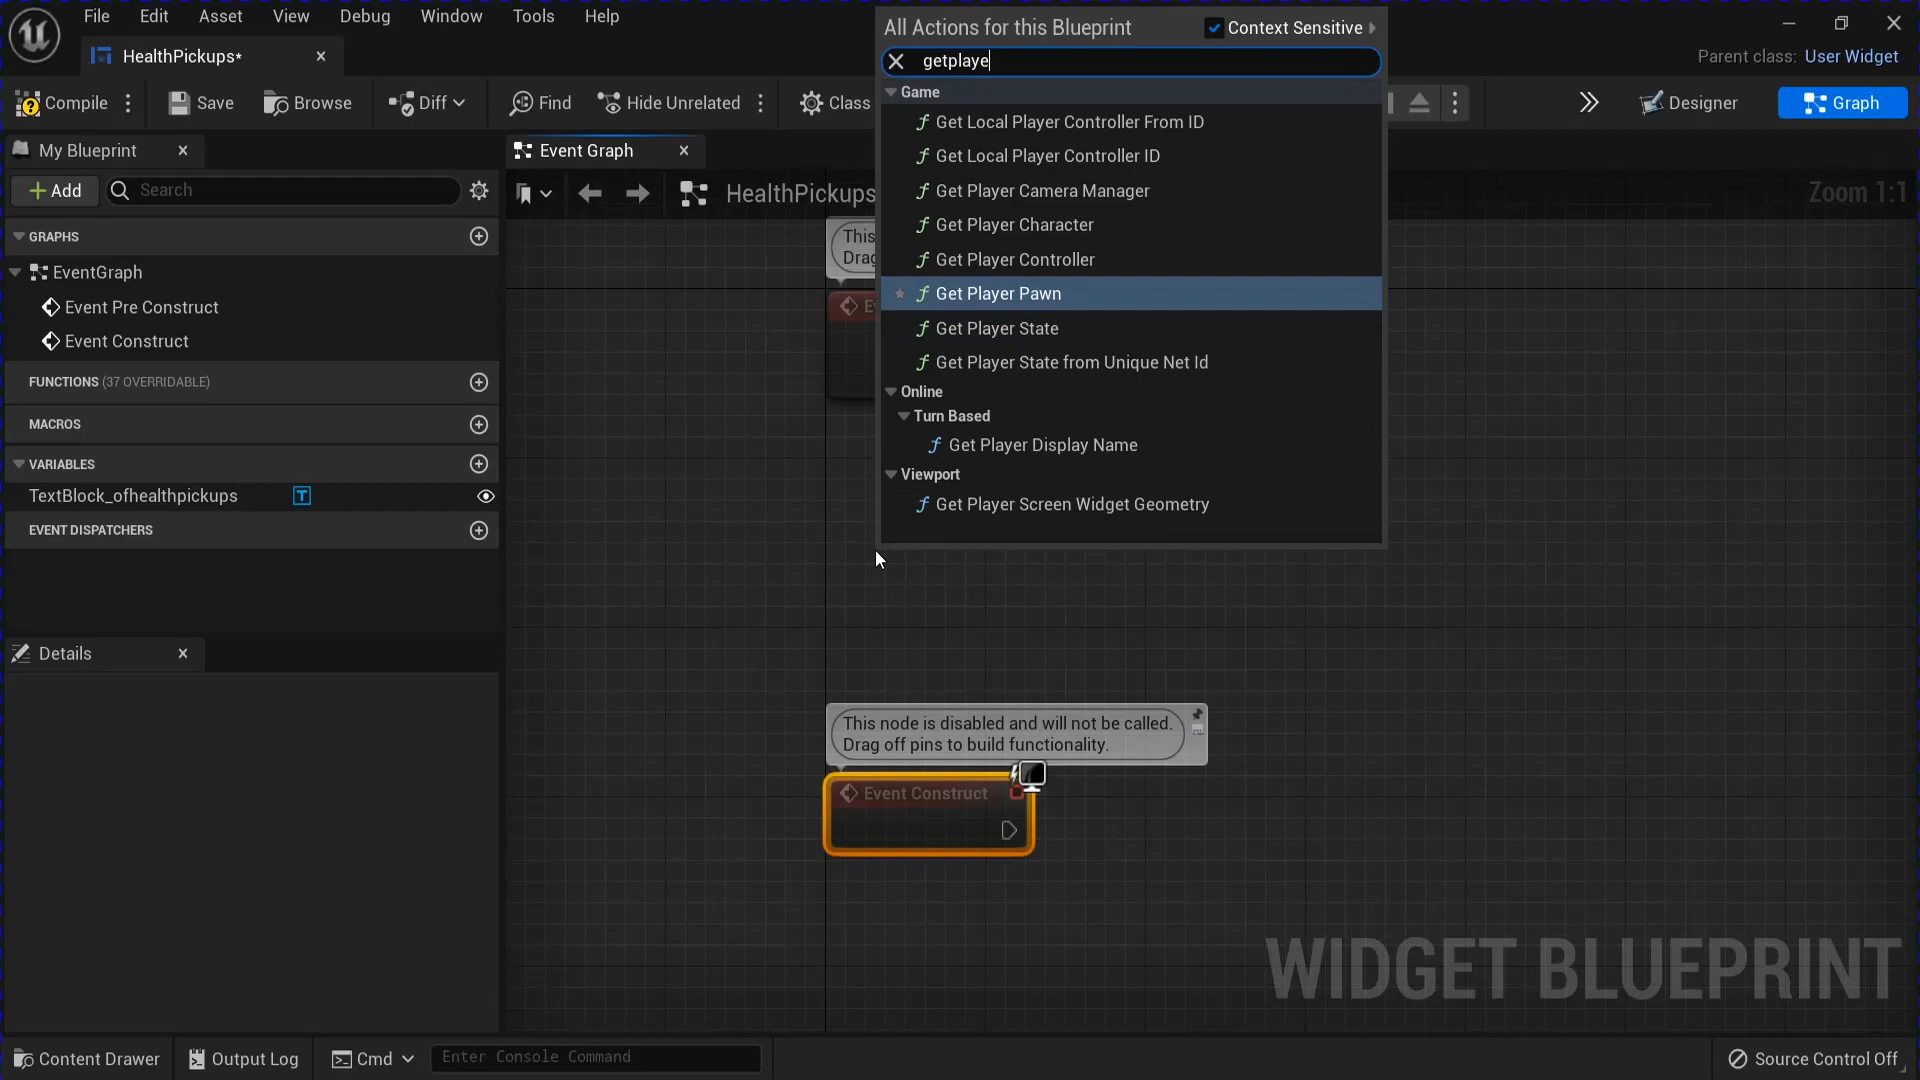 File Edit Asset View Debug Window Tools Help
HealthPickups*
Parent class: User Widget
Compile Save Browse Diff Find Hide Unrelated Class Designer Graph
My Blueprint
Add Search
GRAPHS
EventGraph
Event Pre Construct
Event Construct
FUNCTIONS (37 OVERRIDABLE)
MACROS
VARIABLES
TextBlock_ofhealthpickups T
EVENT DISPATCHERS
Details
Event Graph
HealthPickups
Zoom 1:1
This
Drag
E
All Actions for this Blueprint Context Sensitive
getplaye
Game
f Get Local Player Controller From ID
f Get Local Player Controller ID
f Get Player Camera Manager
f Get Player Character
f Get Player Controller
f Get Player Pawn
f Get Player State
f Get Player State from Unique Net Id
Online
Turn Based
f Get Player Display Name
Viewport
f Get Player Screen Widget Geometry
This node is disabled and will not be called.
Drag off pins to build functionality.
Event Construct
WIDGET BLUEPRINT
Content Drawer Output Log Cmd Enter Console Command Source Control Off